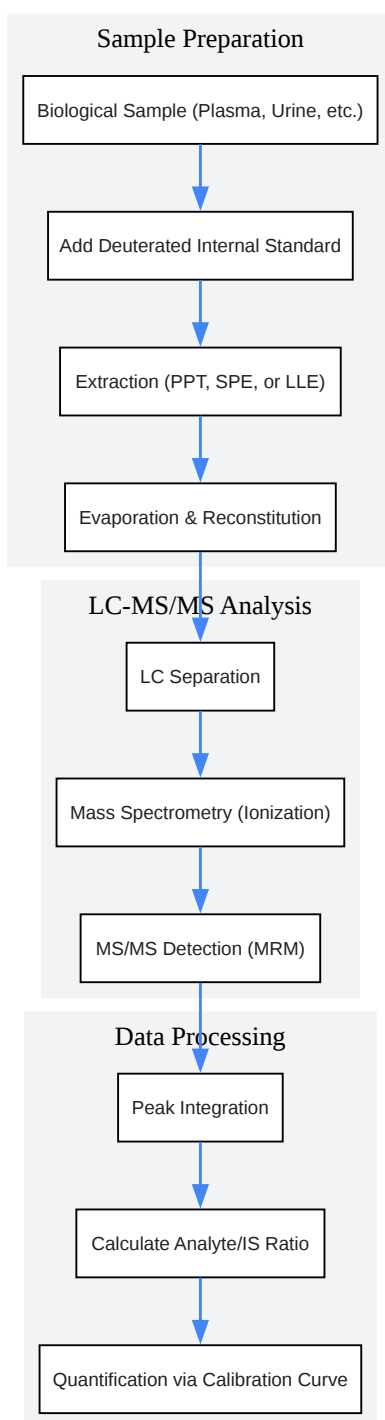 Sample Preparation
Biological Sample (Plasma, Urine, etc.)
Add Deuterated Internal Standard
Extraction (PPT, SPE, or LLE)
Evaporation & Reconstitution
LC-MS/MS Analysis
LC Separation
Mass Spectrometry (Ionization)
MS/MS Detection (MRM)
Data Processing
Peak Integration
Calculate Analyte/IS Ratio
Quantification via Calibration Curve